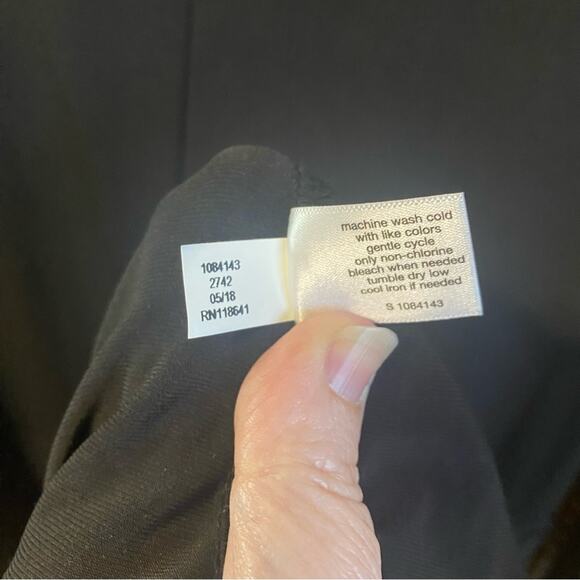 1084143
2742
05/18
RN118641
machine wash cold
with like colors
gentle cycle
only non-chlorine
bleach when needed
tumble dry low
cool iron if needed
S 1084143